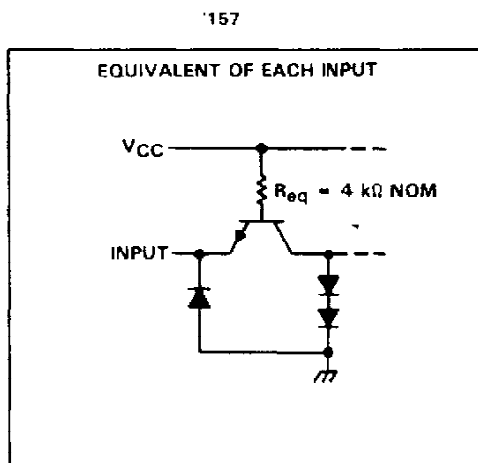 '157
EQUIVALENT OF EACH INPUT
VCC
Req = 4 kΩ NOM
INPUT